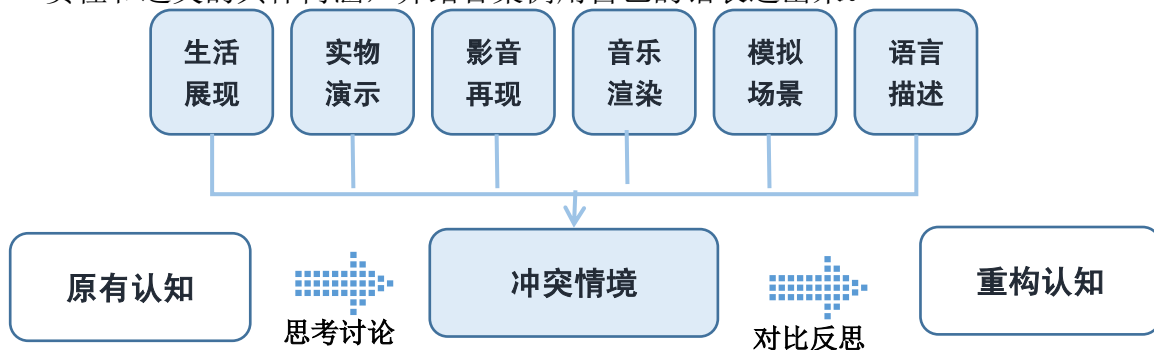 生活
展现
实物
演示
影音
再现
音乐
渲染
模拟
场景
语言
描述
原有认知
思考讨论
冲突情境
对比反思
重构认知